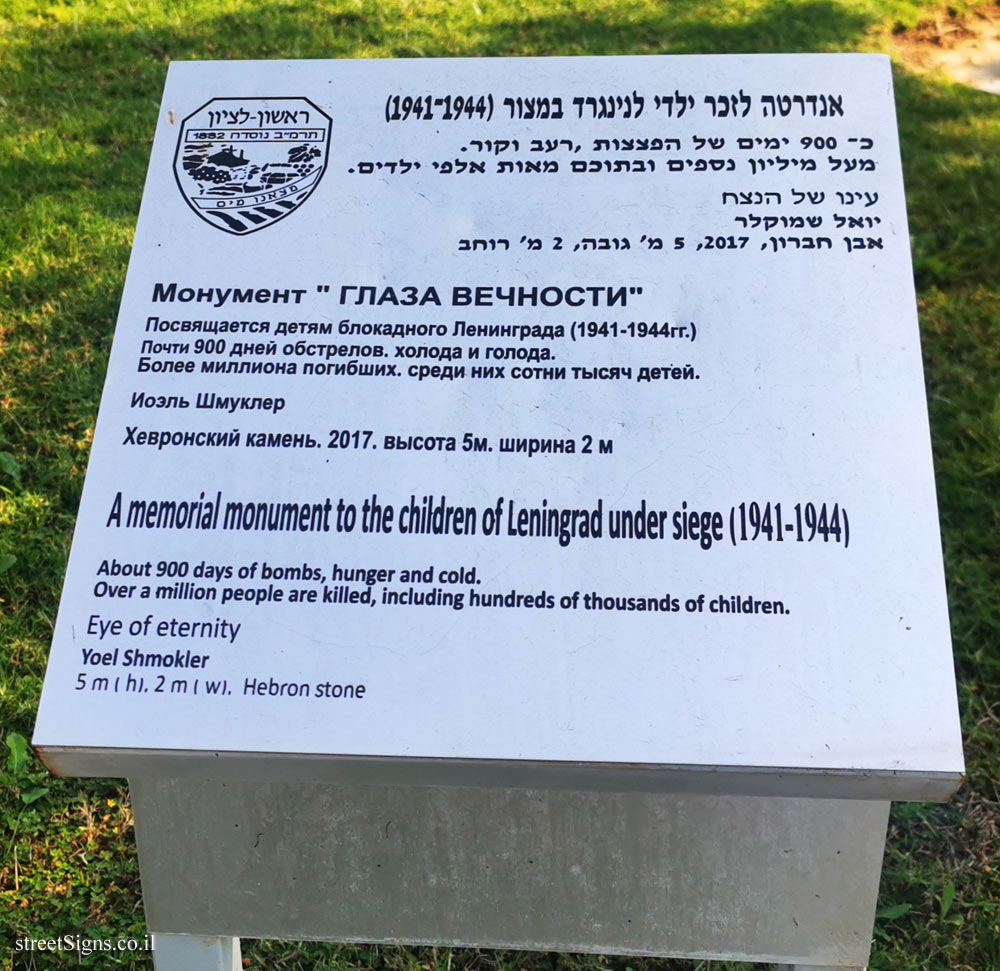 ראשון-לציון
תרמ״ב נוסדה 1882
מצאנו מים
אנדרטה לזכר ילדי לנינגרד במצור (1941-1944)
כ- 900 ימים של הפצצות ,רעב וקור.
מעל מיליון נספים ובתוכם מאות אלפי ילדים.
עינו של הנצח
יואל שמוקלר
אבן חברון, 2017, 5 מ׳ גובה, 2 מ׳ רוחב
Монумент " ГЛАЗА ВЕЧНОСТИ"
Посвящается детям блокадного Ленинграда (1941-1944гг.)
Почти 900 дней обстрелов. холода и голода.
Более миллиона погибших. среди них сотни тысяч детей.
Иоэль Шмуклер
Хевронский камень. 2017. высота 5м. ширина 2 м
A memorial monument to the children of Leningrad under siege (1941-1944)
About 900 days of bombs, hunger and cold.
Over a million people are killed, including hundreds of thousands of children.
Eye of eternity
Yoel Shmokler
5 m ( h). 2 m ( w). Hebron stone
streetSigns.co.il